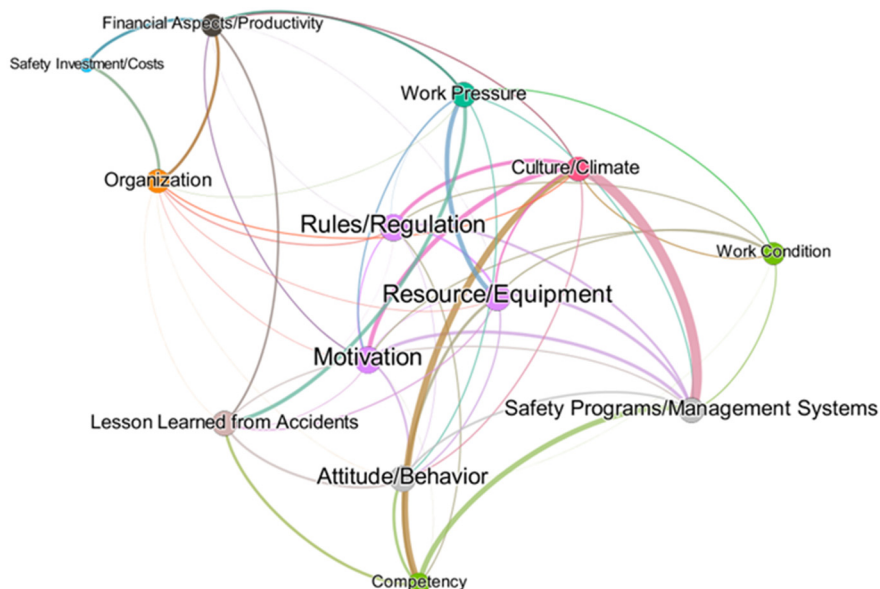 Financial Aspects/Productivity
Safety Investment/Costs
Work Pressure
Culture/Climate
Organization
Rules/Regulation
Work Condition
Resource/Equipment
Motivation
Safety Programs/Management Systems
Lesson Learned from Accidents
Attitude/Behavior
Competency